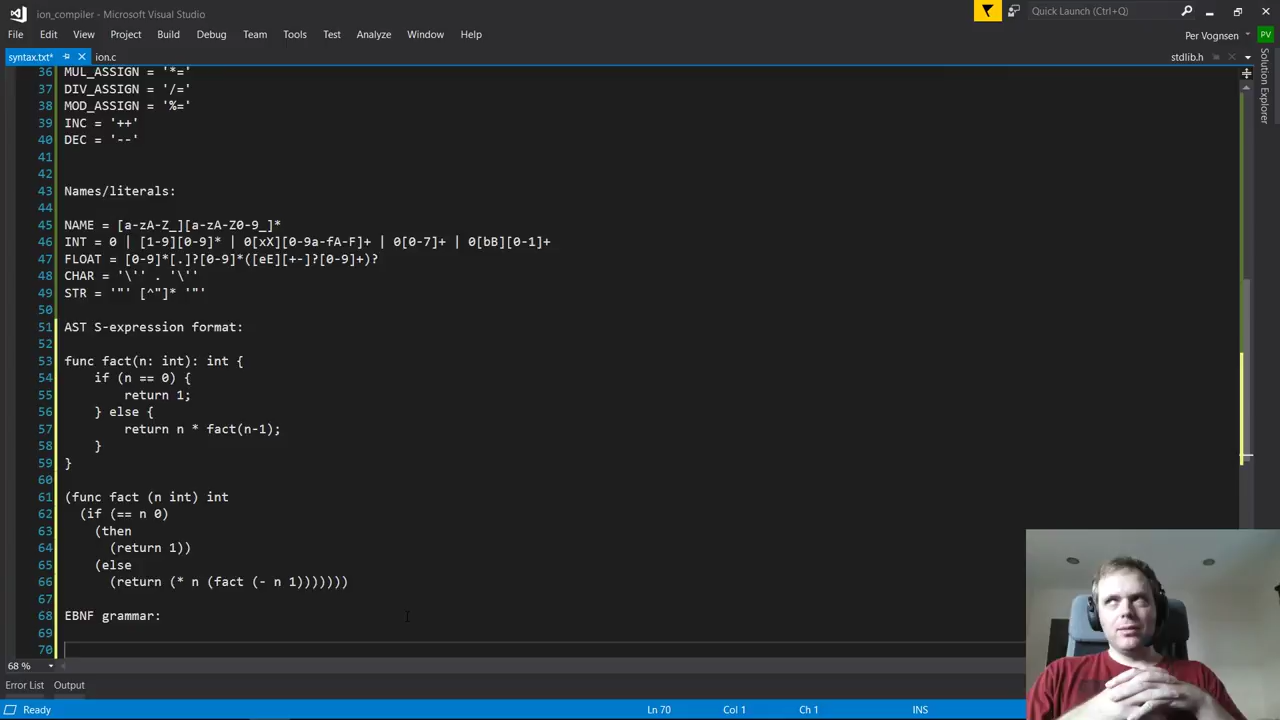 ion_compiler - Microsoft Visual Studio
Quick Launch (Ctrl+Q)
File Edit View Project Build Debug Team Tools Test Analyze Window Help
Per Vognsen PV
syntax.txt* ion.c stdlib.h
Solution Explorer
36 MUL_ASSIGN = '*='
37 DIV_ASSIGN = '/='
38 MOD_ASSIGN = '%='
39 INC = '++'
40 DEC = '--'
41
42
43 Names/literals:
44
45 NAME = [a-zA-Z_][a-zA-Z0-9_]*
46 INT = 0 | [1-9][0-9]* | 0[xX][0-9a-fA-F]+ | 0[0-7]+ | 0[bB][0-1]+
47 FLOAT = [0-9]*[.]?[0-9]*([eE][+-]?[0-9]+)?
48 CHAR = '\'' . '\''
49 STR = '"' [^"]* '"'
50
51 AST S-expression format:
52
53 func fact(n: int): int {
54     if (n == 0) {
55         return 1;
56     } else {
57         return n * fact(n-1);
58     }
59 }
60
61 (func fact (n int) int
62   (if (== n 0)
63     (then
64       (return 1))
65     (else
66       (return (* n (fact (- n 1)))))))
67
68 EBNF grammar:
69
70
68 %
Error List Output
Ready Ln 70 Col 1 Ch 1 INS